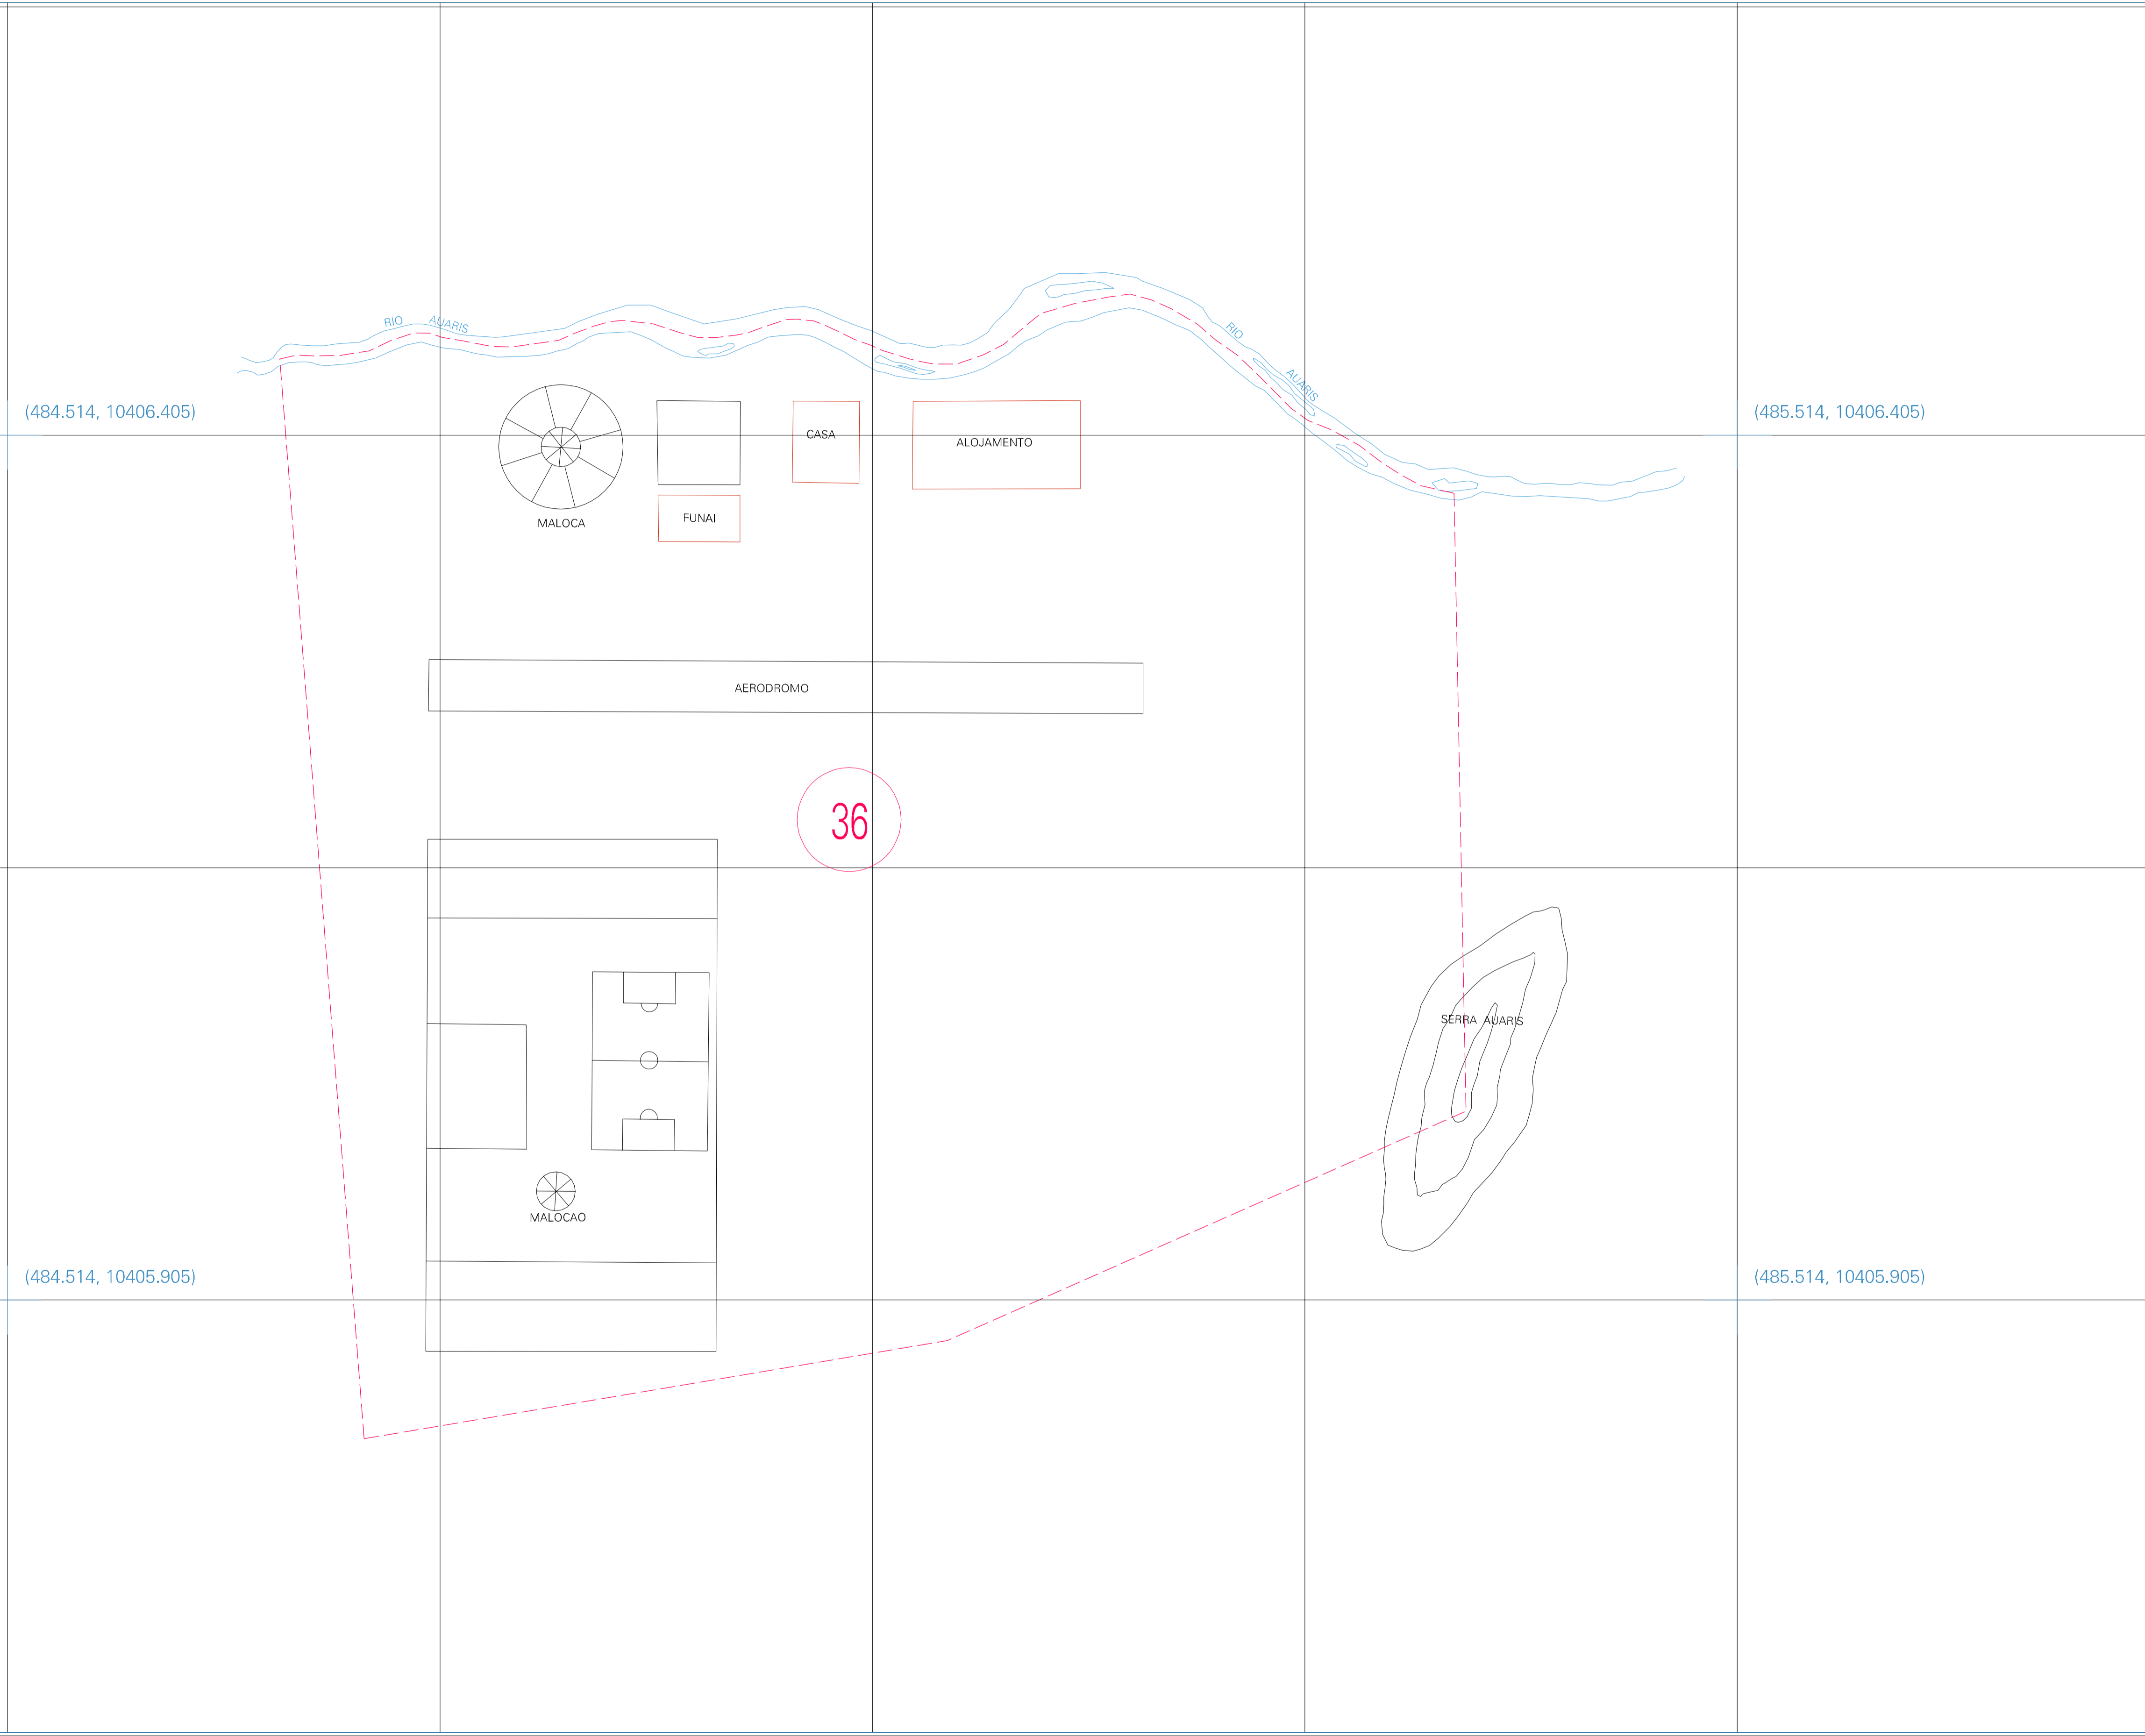 RIO AUARIS
RIO AUARIS
(484.514, 10406.405)
(485.514, 10406.405)
CASA
ALOJAMENTO
FUNAI
MALOCA
AERODROMO
36
SERRA AUARIS
MALOCAO
(484.514, 10405.905)
(485.514, 10405.905)